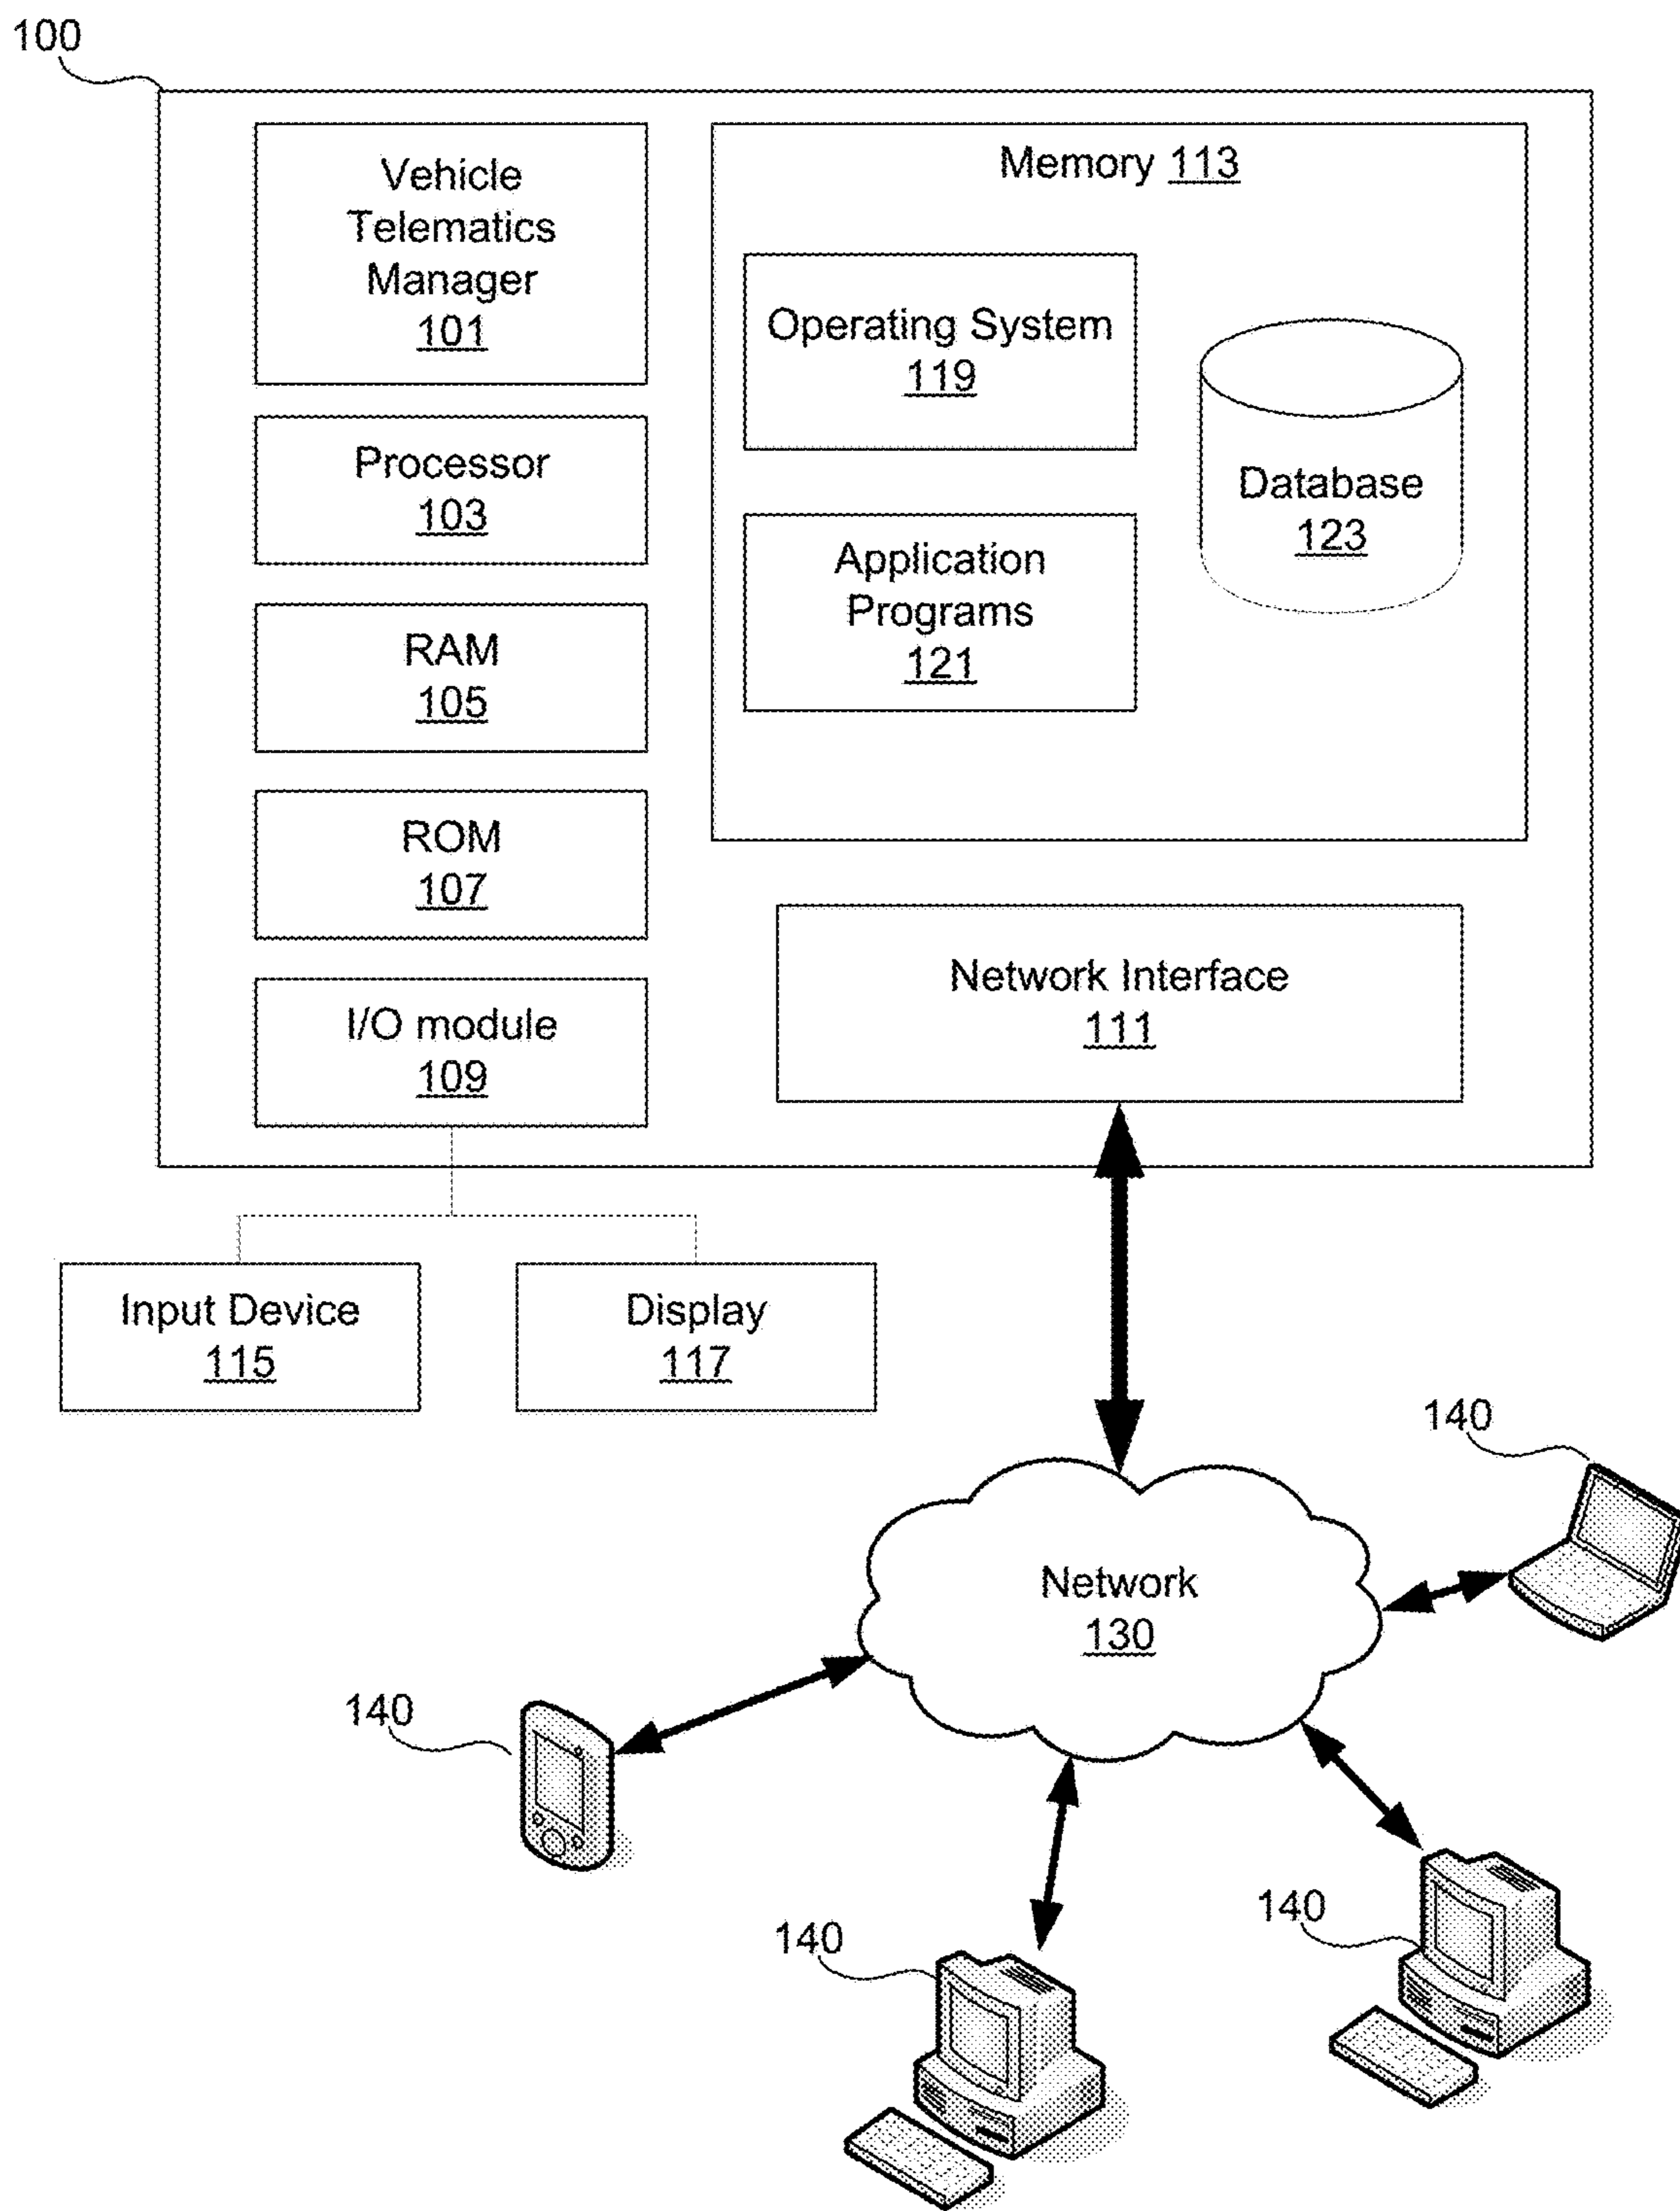 100
Vehicle
Telematics
Manager
101
Processor
103
RAM
105
ROM
107
I/O module
109
Memory 113
Operating System
119
Application
Programs
121
Database
123
Network Interface
111
Input Device
115
Display
117
Network
130
140
140
140
140